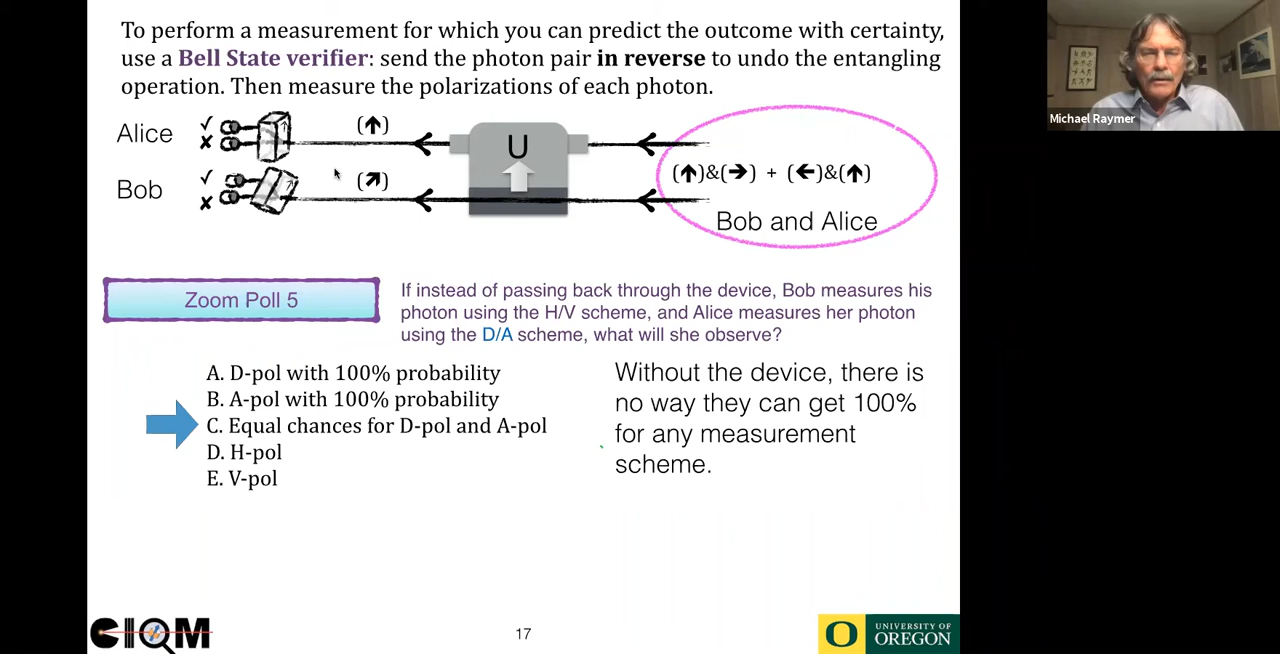 To perform a measurement for which you can predict the outcome with certainty,
use a Bell State verifier: send the photon pair in reverse to undo the entangling
operation. Then measure the polarizations of each photon.
Michael Raymer
Alice
✓
✗
(↑)
U
Bob
✓
✗
(↗)
(↑)&(→) + (←)&(↑)
Bob and Alice
Zoom Poll 5
If instead of passing back through the device, Bob measures his
photon using the H/V scheme, and Alice measures her photon
using the D/A scheme, what will she observe?
A. D-pol with 100% probability
B. A-pol with 100% probability
C. Equal chances for D-pol and A-pol
D. H-pol
E. V-pol
Without the device, there is
no way they can get 100%
for any measurement
scheme.
CIQM
17
O
UNIVERSITY OF
OREGON